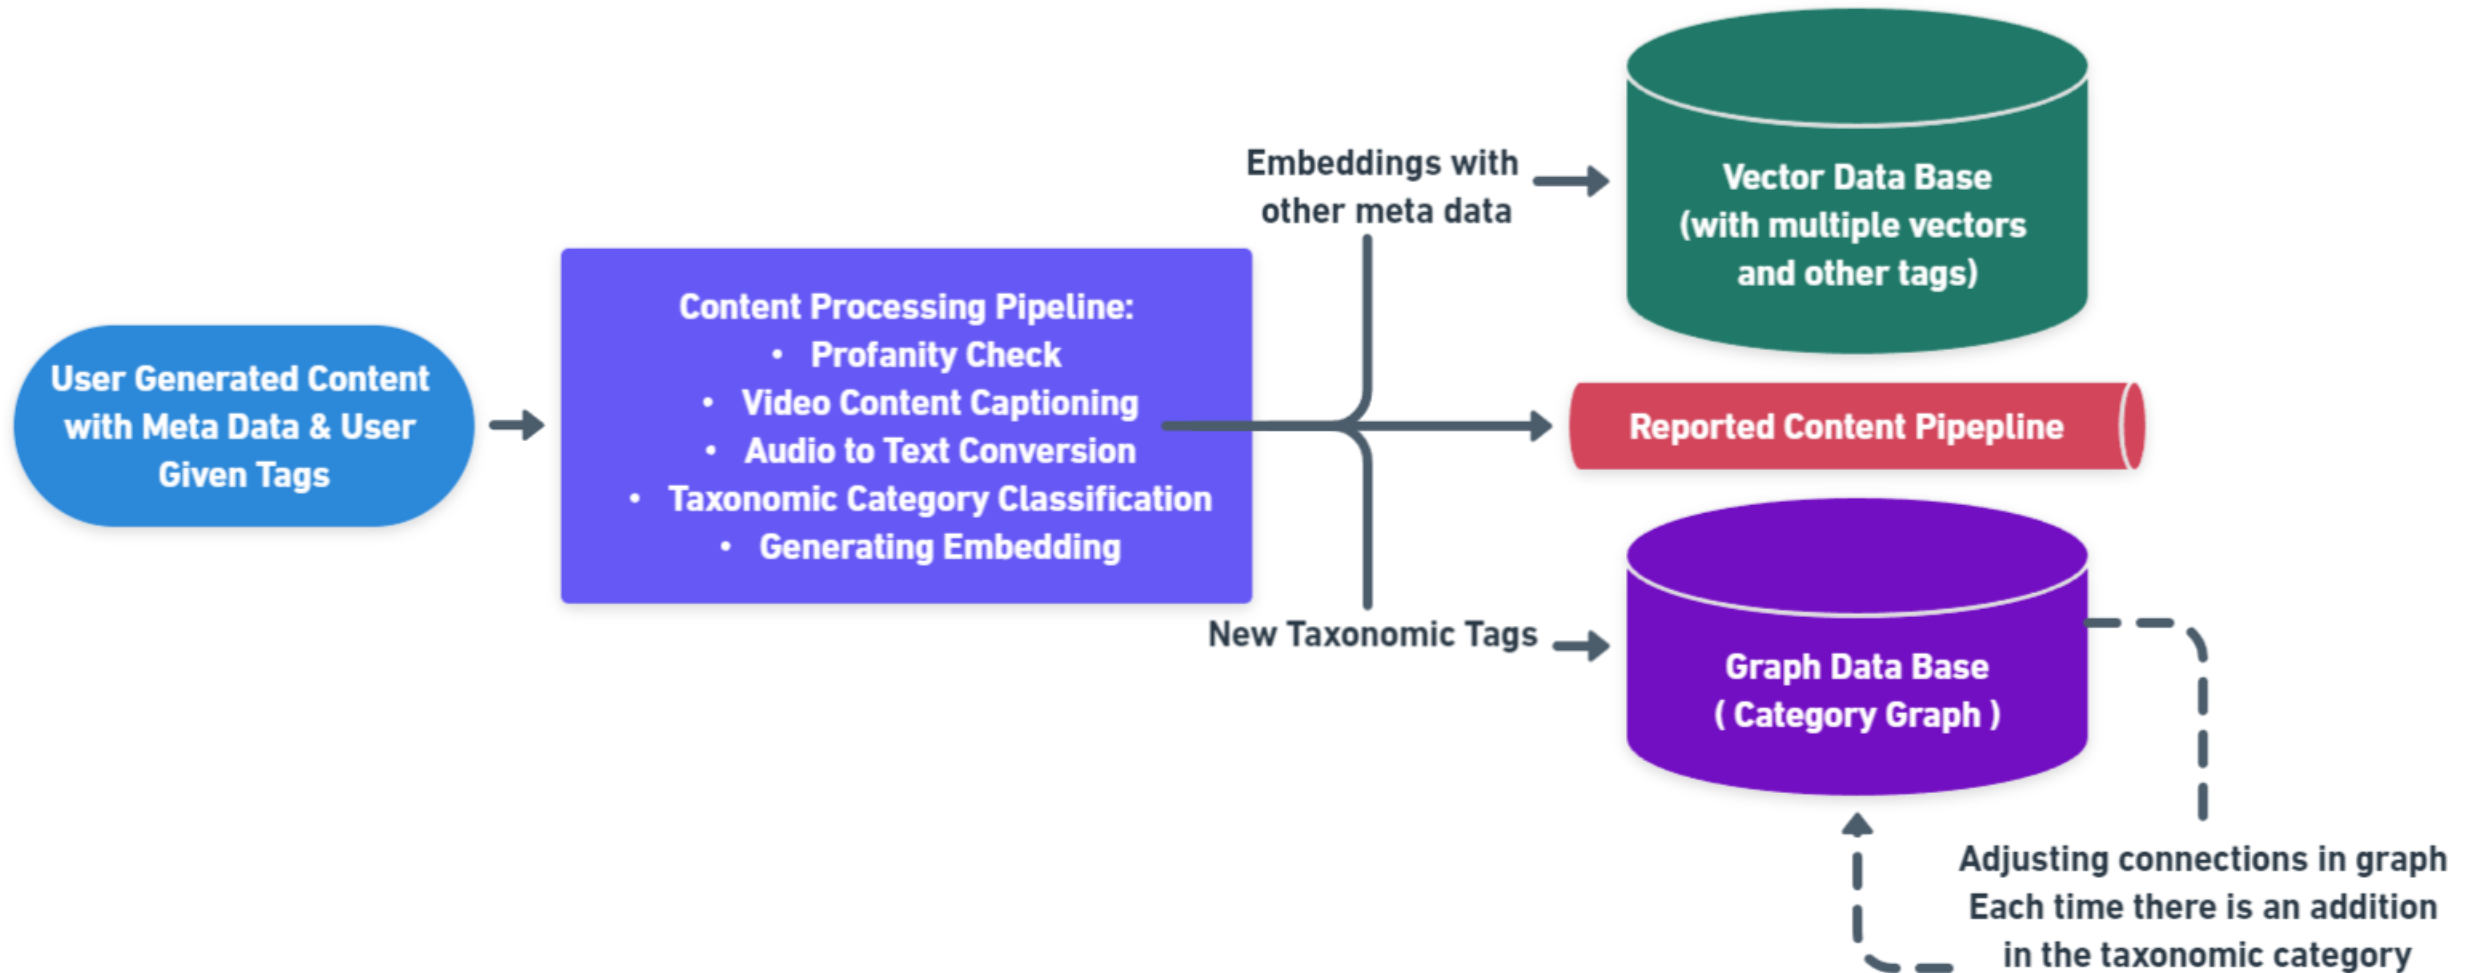 User Generated Content
with Meta Data & User
Given Tags
Content Processing Pipeline:
• Profanity Check
• Video Content Captioning
• Audio to Text Conversion
• Taxonomic Category Classification
• Generating Embedding
Embeddings with
other meta data
Vector Data Base
(with multiple vectors
and other tags)
Reported Content Pipepline
New Taxonomic Tags
Graph Data Base
( Category Graph )
Adjusting connections in graph
Each time there is an addition
in the taxonomic category